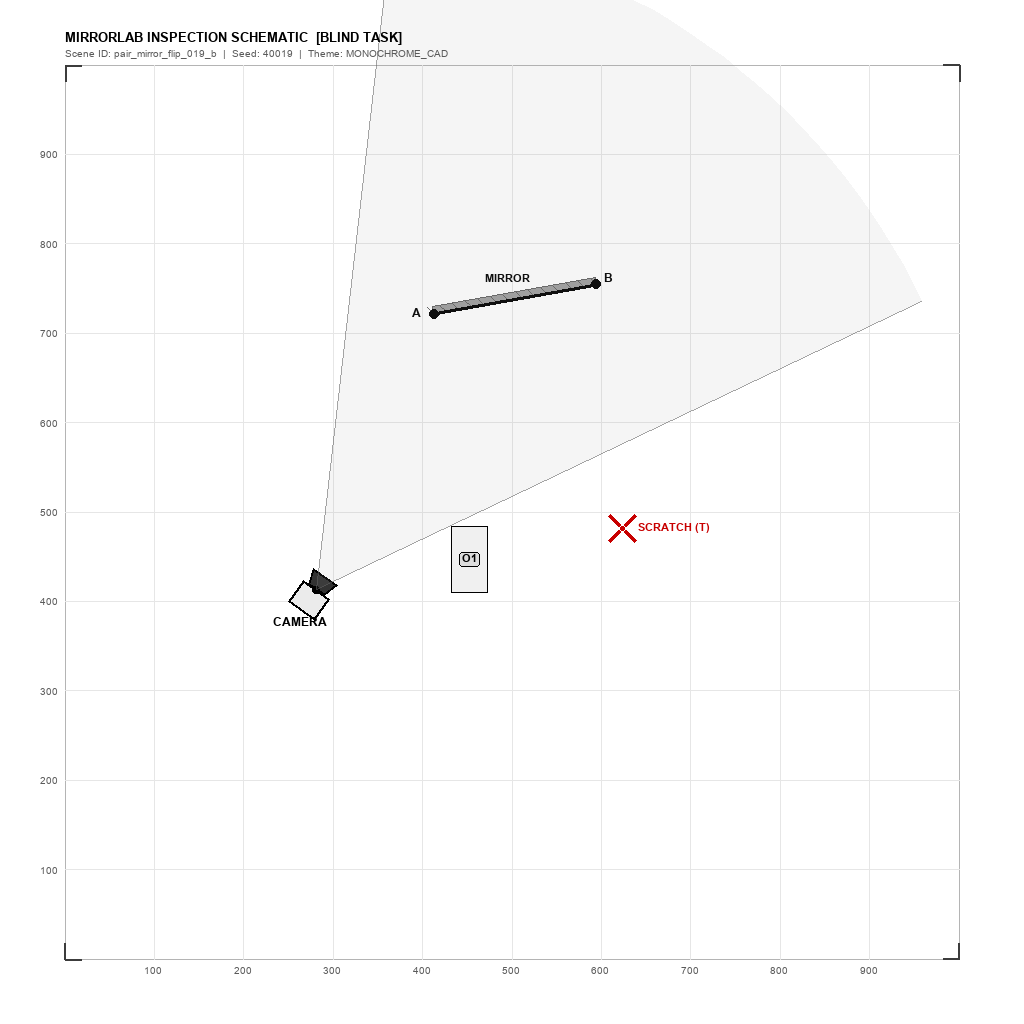 MIRRORLAB INSPECTION SCHEMATIC [BLIND TASK]
Scene ID: pair_mirror_flip_019_b | Seed: 40019 | Theme: MONOCHROME_CAD
900
800
MIRROR
B
A
700
600
500
SCRATCH (T)
O1
400
CAMERA
300
200
100
100 200 300 400 500 600 700 800 900